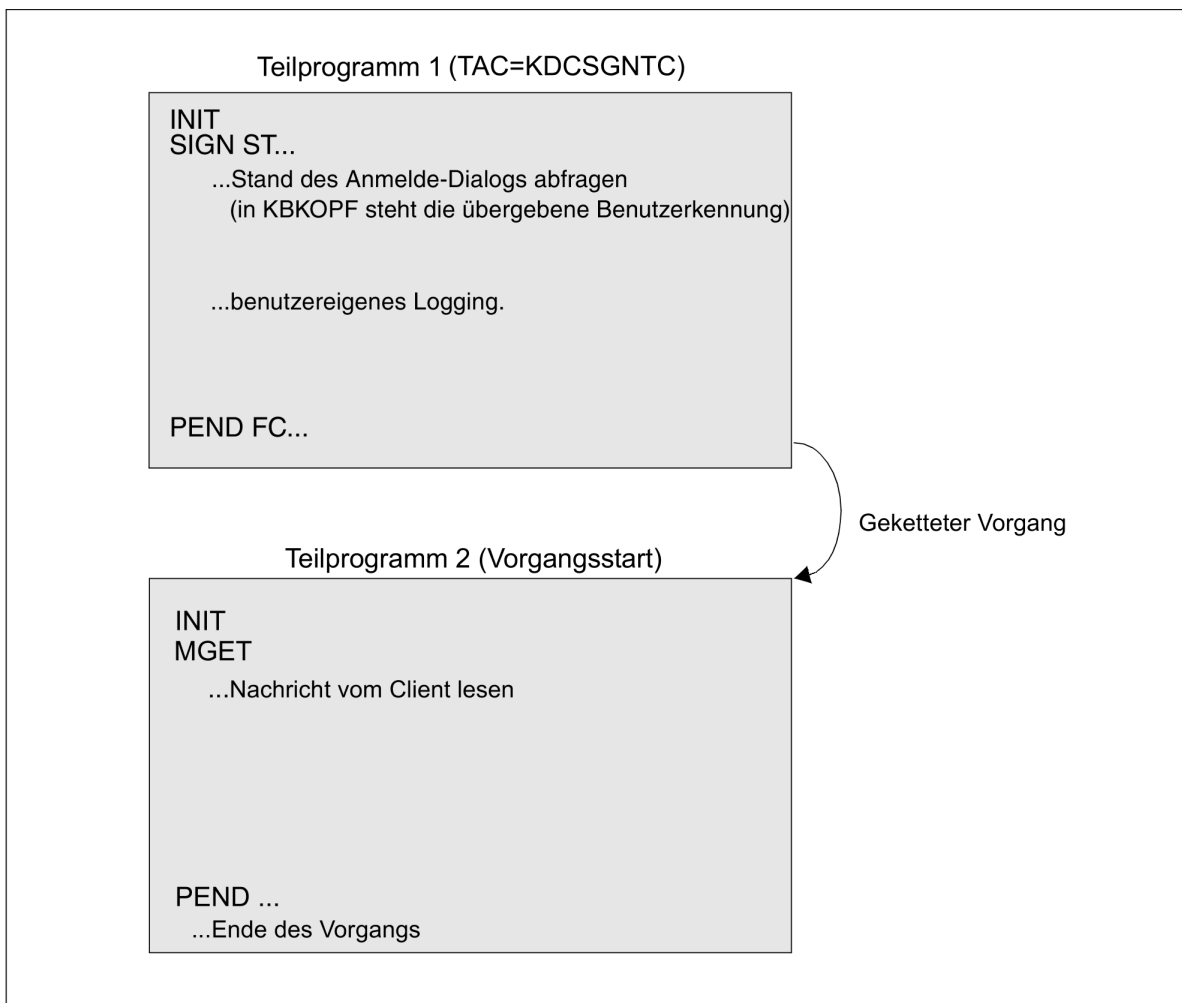 Teilprogramm 1 (TAC=KDCSGNTC)
INIT
SIGN ST...
...Stand des Anmelde-Dialogs abfragen
(in KBKOPF steht die übergebene Benutzerkennung)
...benutzereigenes Logging.
PEND FC...
Geketteter Vorgang
Teilprogramm 2 (Vorgangsstart)
INIT
MGET
...Nachricht vom Client lesen
PEND ...
...Ende des Vorgangs